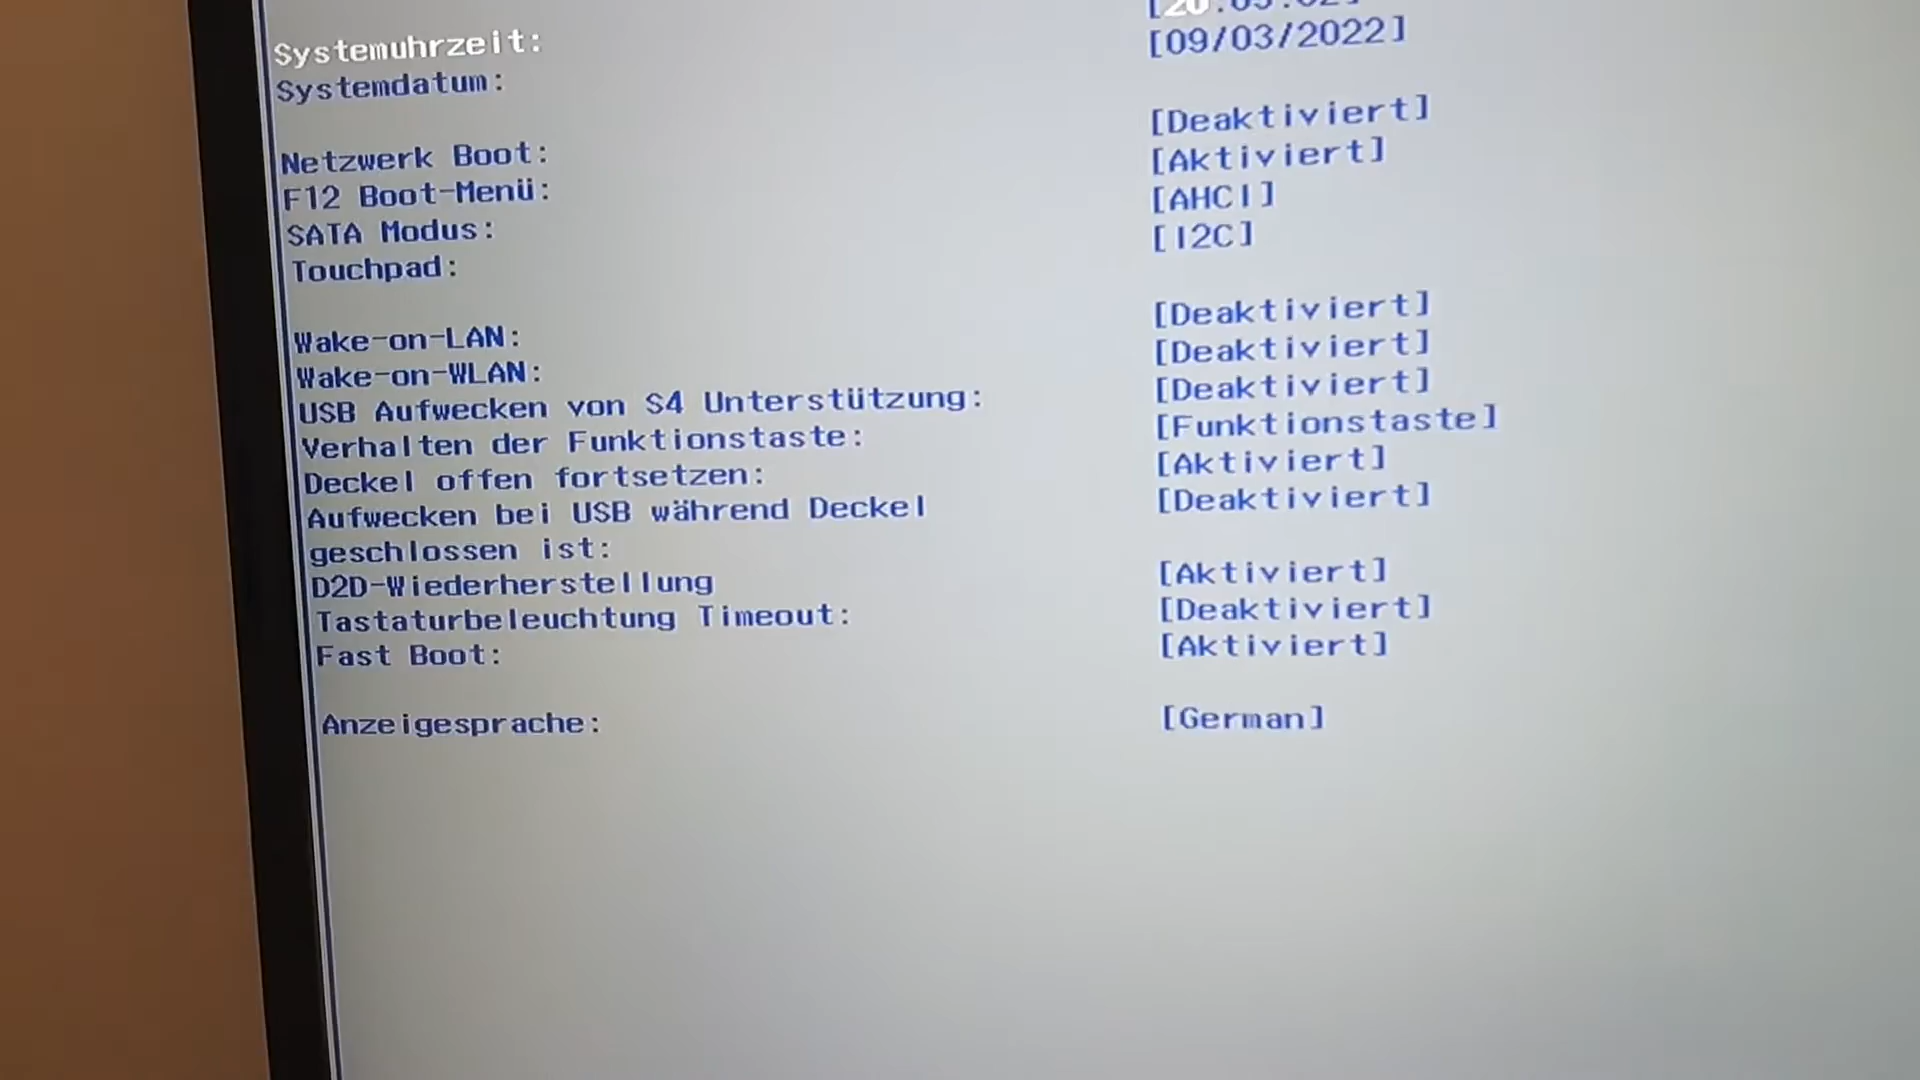 Systemuhrzeit: [20:
Systemdatum: [09/03/2022]
Netzwerk Boot: [Deaktiviert]
F12 Boot-Menü: [Aktiviert]
SATA Modus: [AHCI]
Touchpad: [I2C]
Wake-on-LAN: [Deaktiviert]
Wake-on-WLAN: [Deaktiviert]
USB Aufwecken von S4 Unterstützung: [Deaktiviert]
Verhalten der Funktionstaste: [Funktionstaste]
Deckel offen fortsetzen: [Aktiviert]
Aufwecken bei USB während Deckel [Deaktiviert]
geschlossen ist:
D2D-Wiederherstellung [Aktiviert]
Tastaturbeleuchtung Timeout: [Deaktiviert]
Fast Boot: [Aktiviert]
Anzeigesprache: [German]